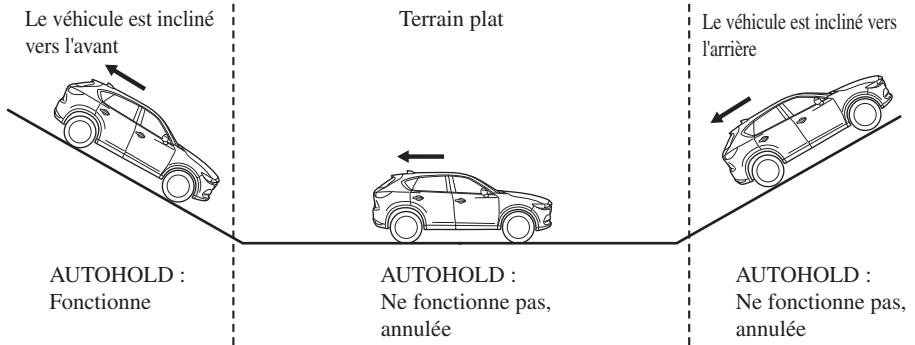 Le véhicule est incliné
vers l'avant
Terrain plat
Le véhicule est incliné vers
l'arrière
AUTOHOLD :
Fonctionne
AUTOHOLD :
Ne fonctionne pas,
annulée
AUTOHOLD :
Ne fonctionne pas,
annulée